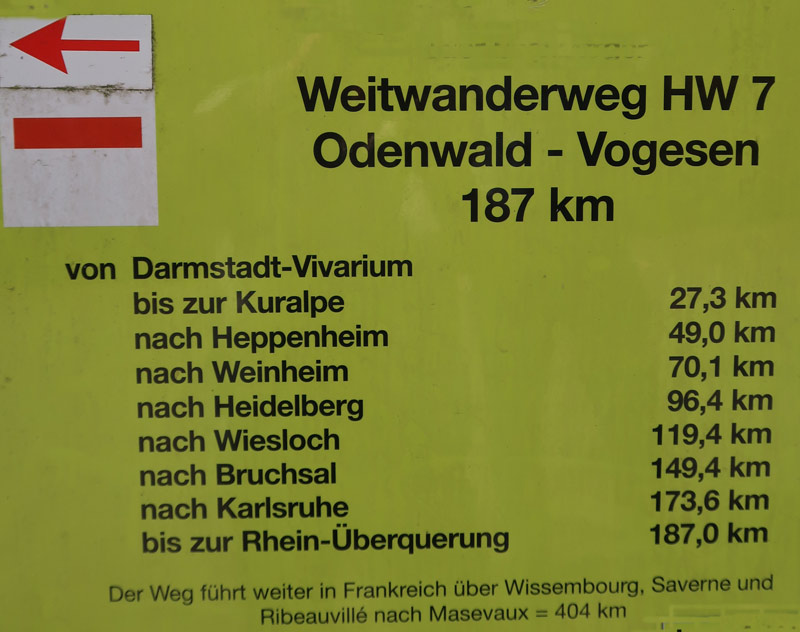 Weitwanderweg HW 7
Odenwald - Vogesen
187 km
von Darmstadt-Vivarium
bis zur Kuralpe 27,3 km
nach Heppenheim 49,0 km
nach Weinheim 70,1 km
nach Heidelberg 96,4 km
nach Wiesloch 119,4 km
nach Bruchsal 149,4 km
nach Karlsruhe 173,6 km
bis zur Rhein-Überquerung 187,0 km
Der Weg führt weiter in Frankreich über Wissembourg, Saverne und
Ribeauvillé nach Masevaux = 404 km